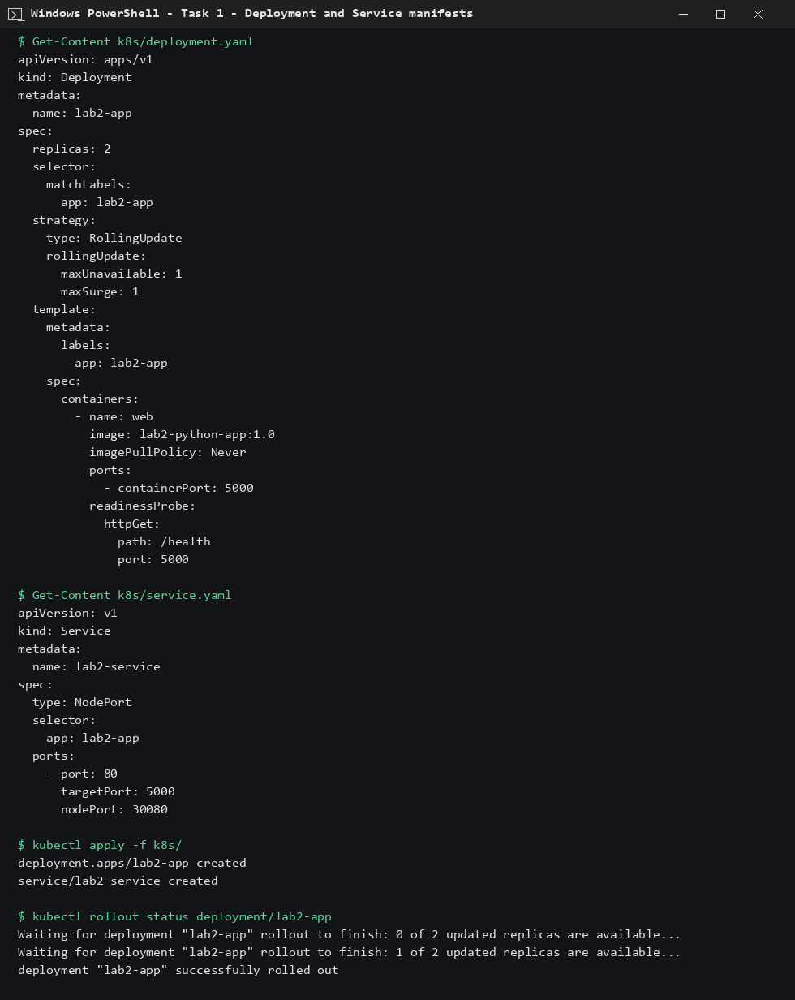 Windows PowerShell - Task 1 - Deployment and Service manifests
$ Get-Content k8s/deployment.yaml
apiVersion: apps/v1
kind: Deployment
metadata:
  name: lab2-app
spec:
  replicas: 2
  selector:
    matchLabels:
      app: lab2-app
  strategy:
    type: RollingUpdate
    rollingUpdate:
      maxUnavailable: 1
      maxSurge: 1
  template:
    metadata:
      labels:
        app: lab2-app
    spec:
      containers:
        - name: web
          image: lab2-python-app:1.0
          imagePullPolicy: Never
          ports:
            - containerPort: 5000
          readinessProbe:
            httpGet:
              path: /health
              port: 5000

$ Get-Content k8s/service.yaml
apiVersion: v1
kind: Service
metadata:
  name: lab2-service
spec:
  type: NodePort
  selector:
    app: lab2-app
  ports:
    - port: 80
      targetPort: 5000
      nodePort: 30080

$ kubectl apply -f k8s/
deployment.apps/lab2-app created
service/lab2-service created

$ kubectl rollout status deployment/lab2-app
Waiting for deployment "lab2-app" rollout to finish: 0 of 2 updated replicas are available...
Waiting for deployment "lab2-app" rollout to finish: 1 of 2 updated replicas are available...
deployment "lab2-app" successfully rolled out